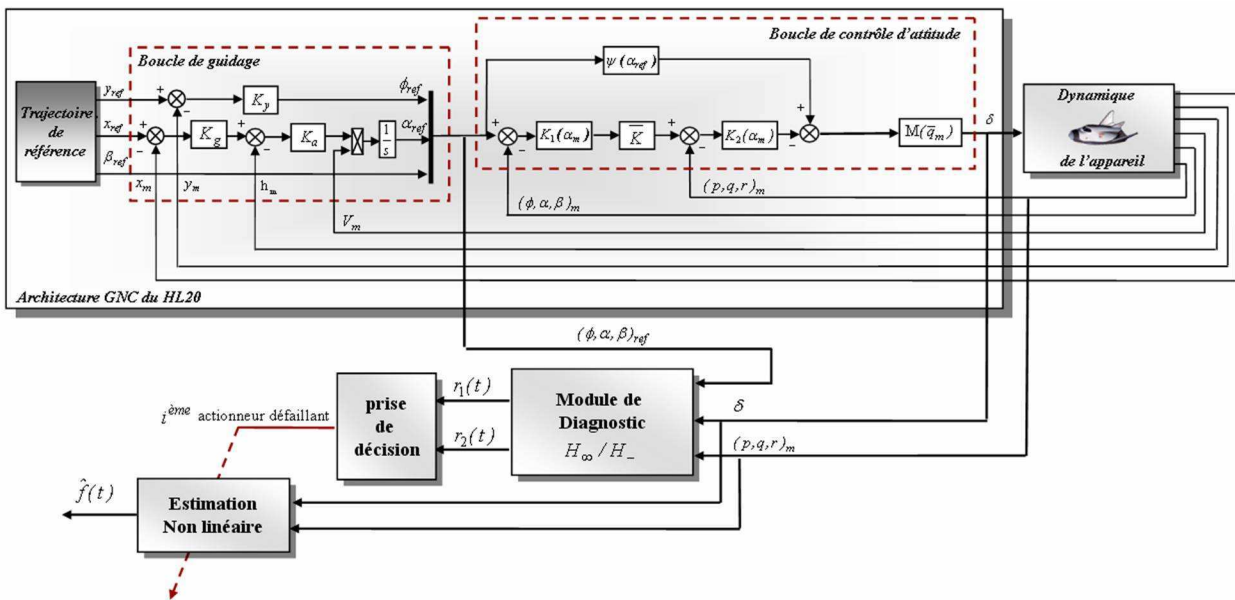 Boucle de contrôle d'attitude
Boucle de guidage
ψ(α_ref)
Trajectoire
de
référence
y_ref
x_ref
β_ref
x_m
y_m
h_m
V_m
+
−
K_y
ϕ_ref
+
−
K_g
+
−
K_a
1/s
α_ref
+
−
K_1(α_m)
K̅
+
−
K_2(α_m)
+
−
M(q̅_m)
δ
Dynamique
de l'appareil
(p,q,r)_m
(ϕ,α,β)_m
Architecture GNC du HL20
(ϕ,α,β)_ref
r_1(t)
r_2(t)
Module de
Diagnostic
H_∞ / H_−
δ
(p,q,r)_m
prise
de
décision
i^ème actionneur défaillant
f̂(t)
Estimation
Non linéaire